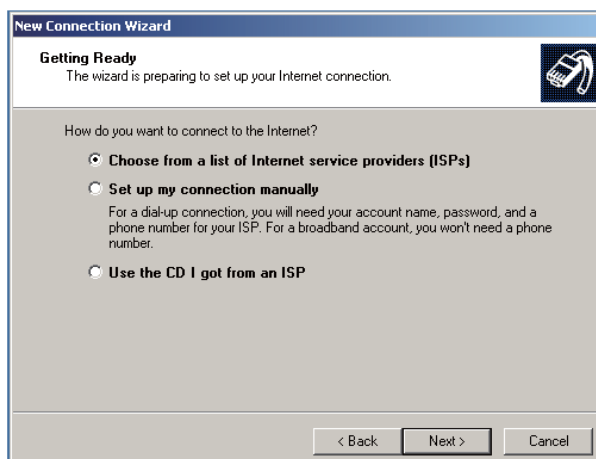 New Connection Wizard
Getting Ready
The wizard is preparing to set up your Internet connection.
How do you want to connect to the Internet?
Choose from a list of Internet service providers (ISPs)
Set up my connection manually
For a dial-up connection, you will need your account name, password, and a
phone number for your ISP. For a broadband account, you won't need a phone
number.
Use the CD I got from an ISP
< Back Next > Cancel